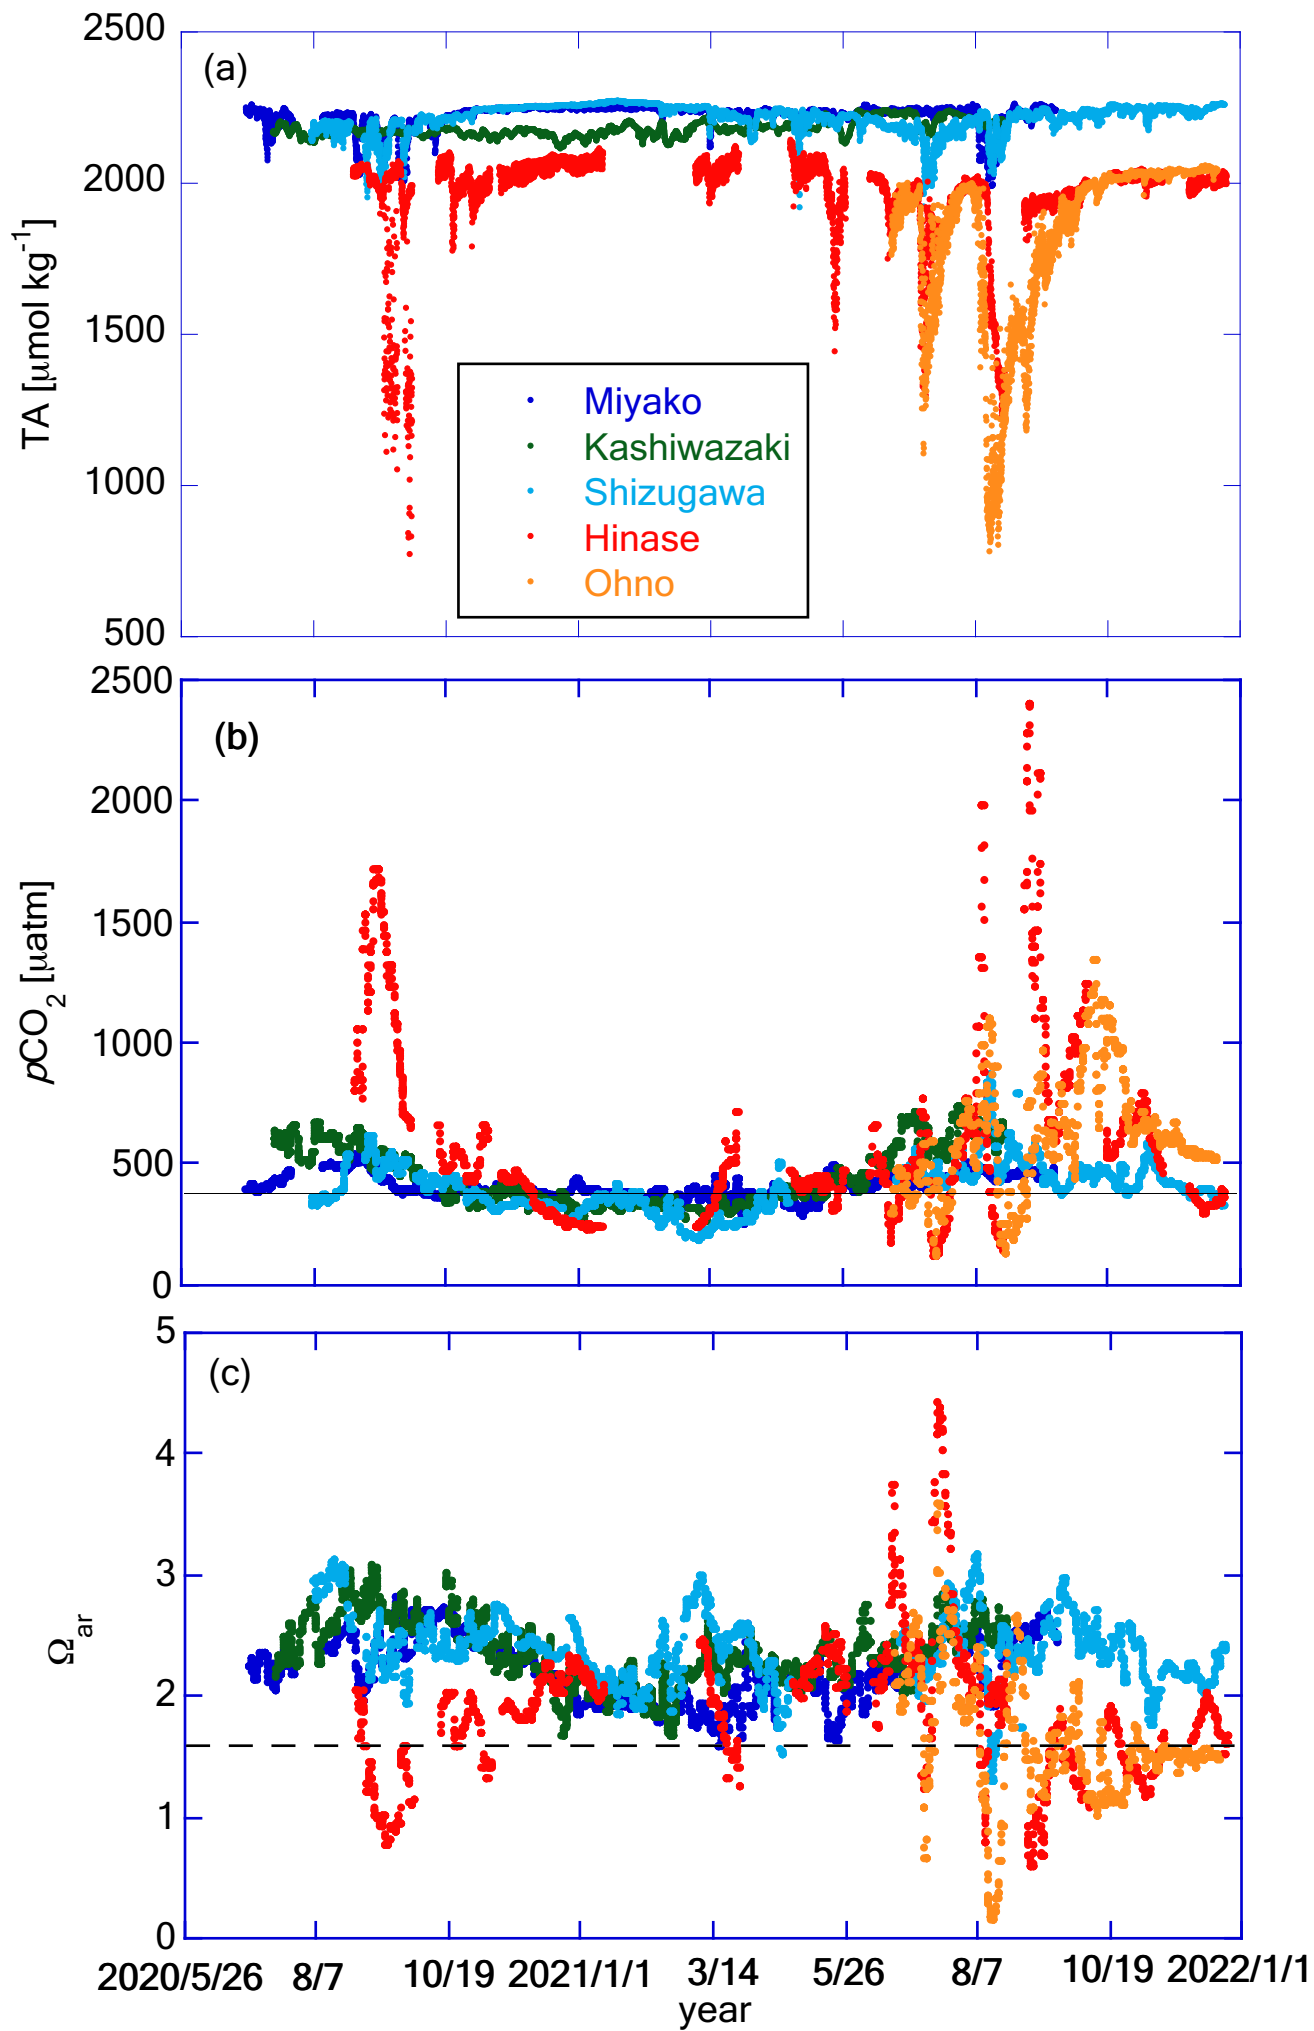 2500
(a)
2000
1500
1000
500
TA [μmol kg-1]
Miyako
Kashiwazaki
Shizugawa
Hinase
Ohno
2500
(b)
2000
1500
1000
500
0
pCO2 [μatm]
5
(c)
4
3
2
1
0
Ωar
2020/5/26 8/7 10/19 2021/1/1 3/14 5/26 8/7 10/19 2022/1/1
year